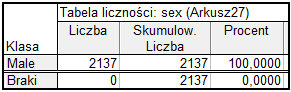 Tabela liczności: sex (Arkusz27)
Klasa Liczba Skumulow. Liczba Procent
Male 2137 2137 100,0000
Braki 0 2137 0,0000